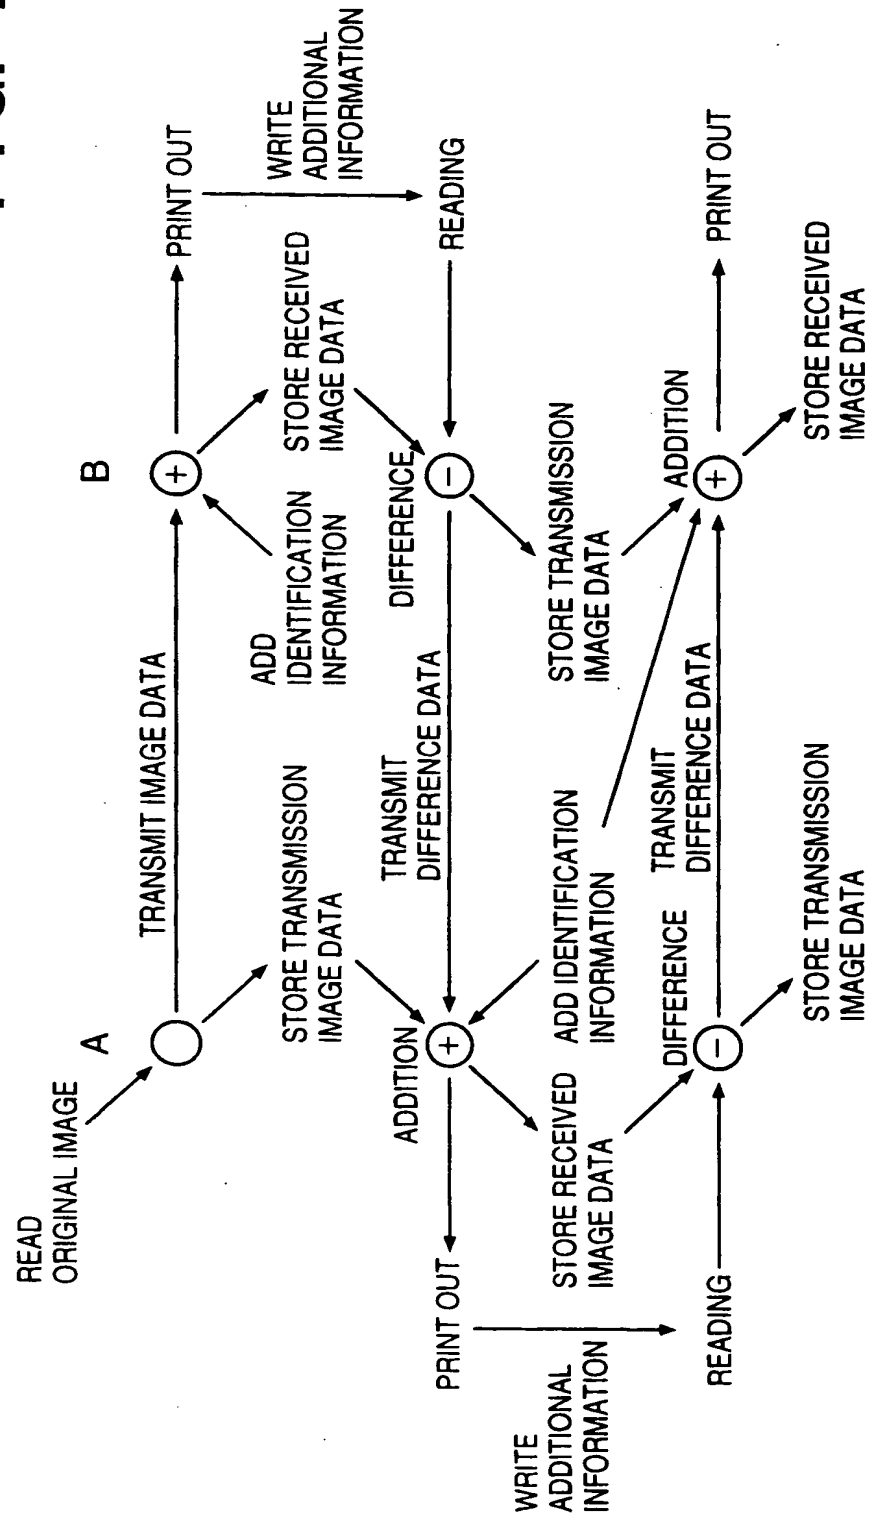 READ
ORIGINAL IMAGE
A
B
TRANSMIT IMAGE DATA
+
PRINT OUT
STORE TRANSMISSION
IMAGE DATA
ADD
IDENTIFICATION
INFORMATION
STORE RECEIVED
IMAGE DATA
WRITE
ADDITIONAL
INFORMATION
PRINT OUT
ADDITION
+
TRANSMIT
DIFFERENCE DATA
DIFFERENCE
−
READING
WRITE
ADDITIONAL
INFORMATION
STORE RECEIVED
IMAGE DATA
ADD IDENTIFICATION
INFORMATION
STORE TRANSMISSION
IMAGE DATA
READING
DIFFERENCE
−
TRANSMIT
DIFFERENCE DATA
ADDITION
+
PRINT OUT
STORE TRANSMISSION
IMAGE DATA
STORE RECEIVED
IMAGE DATA